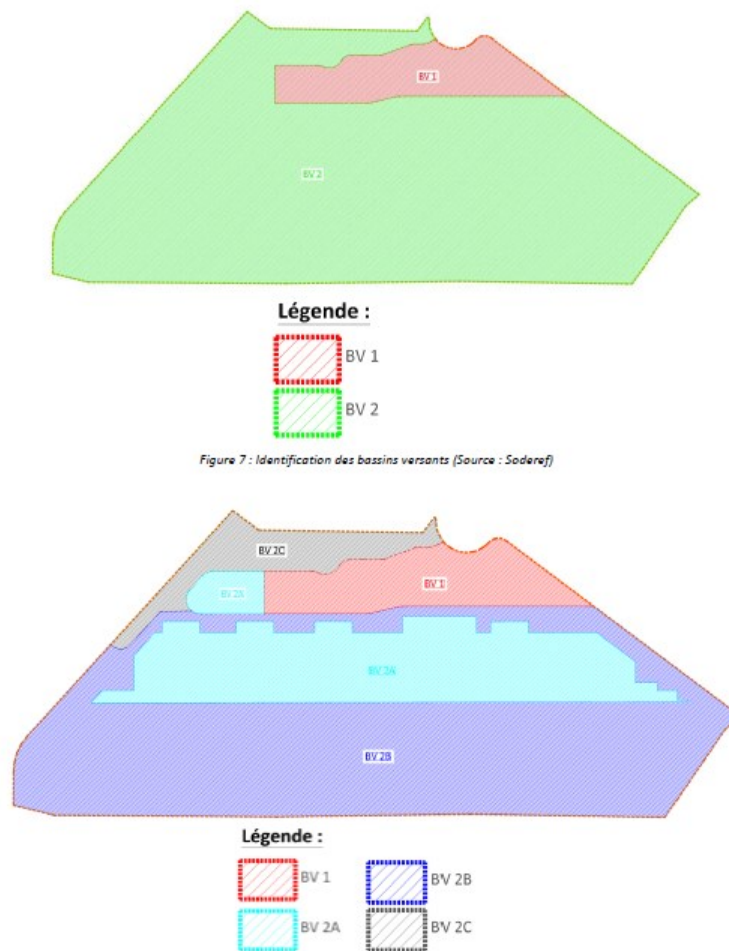 BV 1
BV 2
Légende :
BV 1
BV 2
Figure 7 : Identification des bassins versants (Source : Soderef)
BV 2C
BV 2A
BV 1
BV 2A
BV 2B
Légende :
BV 1
BV 2B
BV 2A
BV 2C